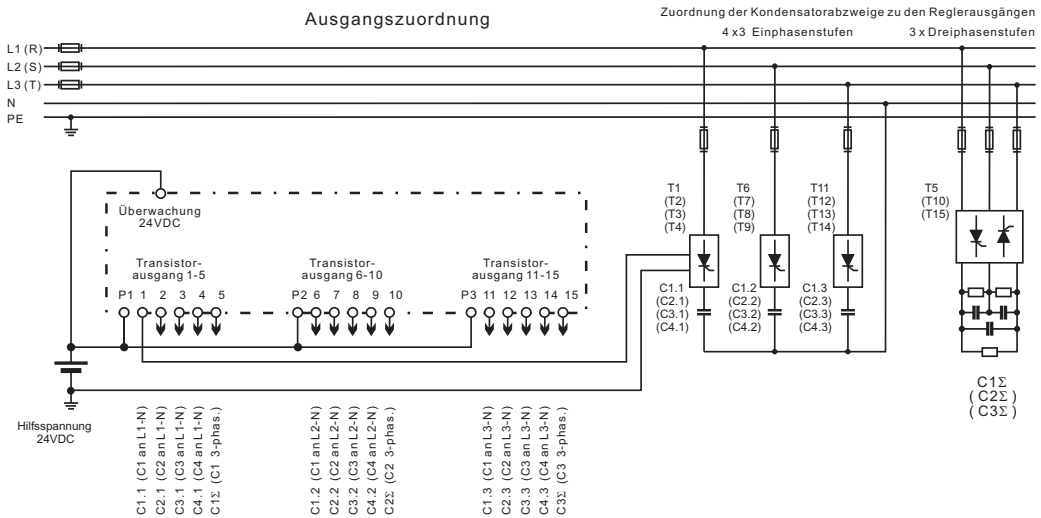 Ausgangszuordnung
Zuordnung der Kondensatorabzweige zu den Reglerausgängen
4 x3 Einphasenstufen
3 x Dreiphasenstufen
L1 (R)
L2 (S)
L3 (T)
N
PE
Überwachung
24VDC
Transistor-
ausgang 1-5
Transistor-
ausgang 6-10
Transistor-
ausgang 11-15
P1 1 2 3 4 5
P2 6 7 8 9 10
P3 11 12 13 14 15
T1
(T2)
(T3)
(T4)
T6
(T7)
(T8)
(T9)
T11
(T12)
(T13)
(T14)
T5
(T10)
(T15)
C1.1
(C2.1)
(C3.1)
(C4.1)
C1.2
(C2.2)
(C3.2)
(C4.2)
C1.3
(C2.3)
(C3.3)
(C4.3)
C1Σ
( C2Σ )
( C3Σ )
Hilfsspannung
24VDC
C1.1 (C1 an L1-N)
C2.1 (C2 an L1-N)
C3.1 (C3 an L1-N)
C4.1 (C4 an L1-N)
C1Σ (C1 3-phas.)
C1.2 (C1 an L2-N)
C2.2 (C2 an L2-N)
C3.2 (C3 an L2-N)
C4.2 (C4 an L2-N)
C2Σ (C2 3-phas.)
C1.3 (C1 an L3-N)
C2.3 (C2 an L3-N)
C3.3 (C3 an L3-N)
C4.3 (C4 an L3-N)
C3Σ (C3 3-phas.)